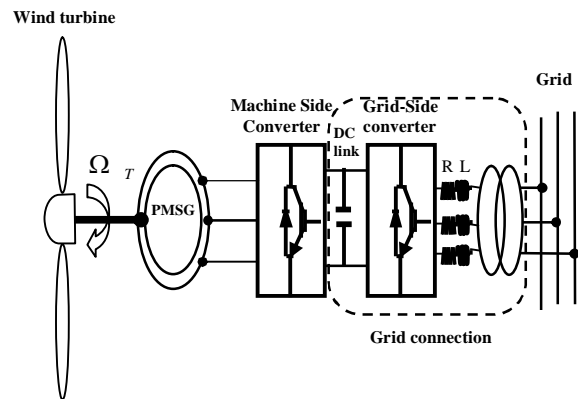 Wind turbine
Grid
Machine Side
Converter
Grid-Side
converter
DC
link
R L
Ω
T
PMSG
Grid connection